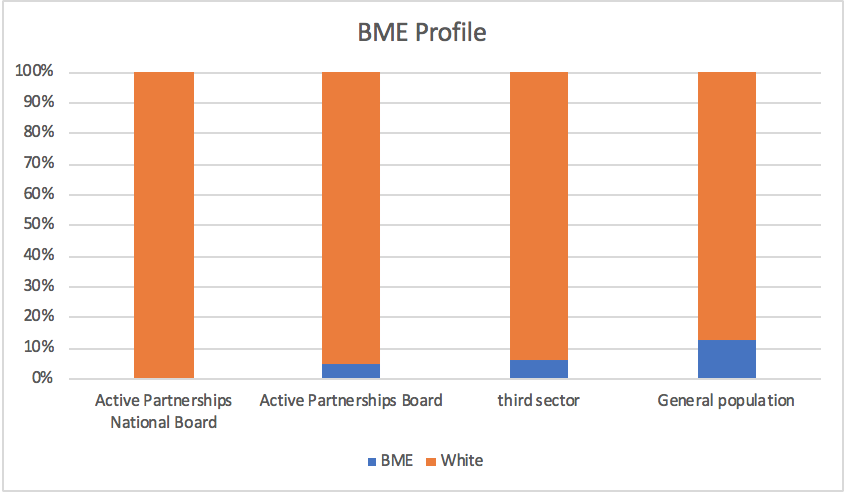 BME Profile
100%
90%
80%
70%
60%
50%
40%
30%
20%
10%
0%
Active Partnerships
National Board
Active Partnerships Board
third sector
General population
BME
White